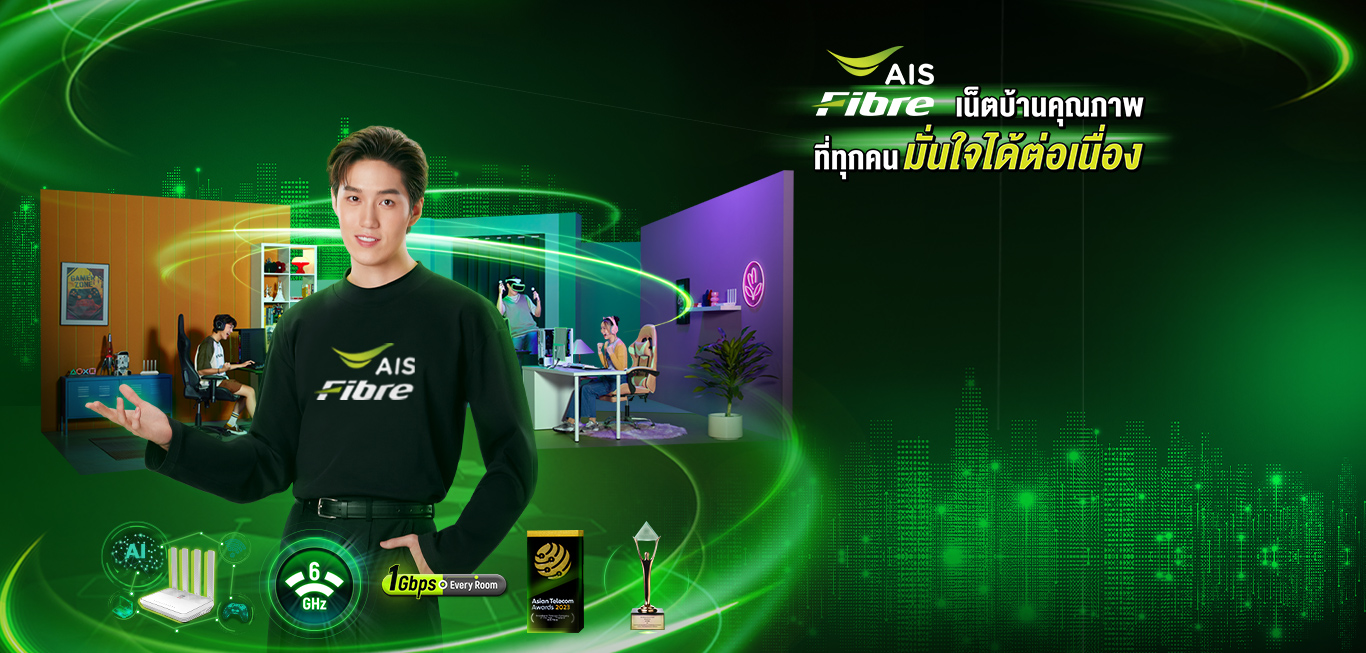 AIS
Fibre เน็ตบ้านคุณภาพ
ที่ทุกคน มั่นใจได้ต่อเนื่อง
GAMER
ZONE
AIS
Fibre
AI
6
GHz
1Gbps Every Room
Asian Telecom
Awards 2023